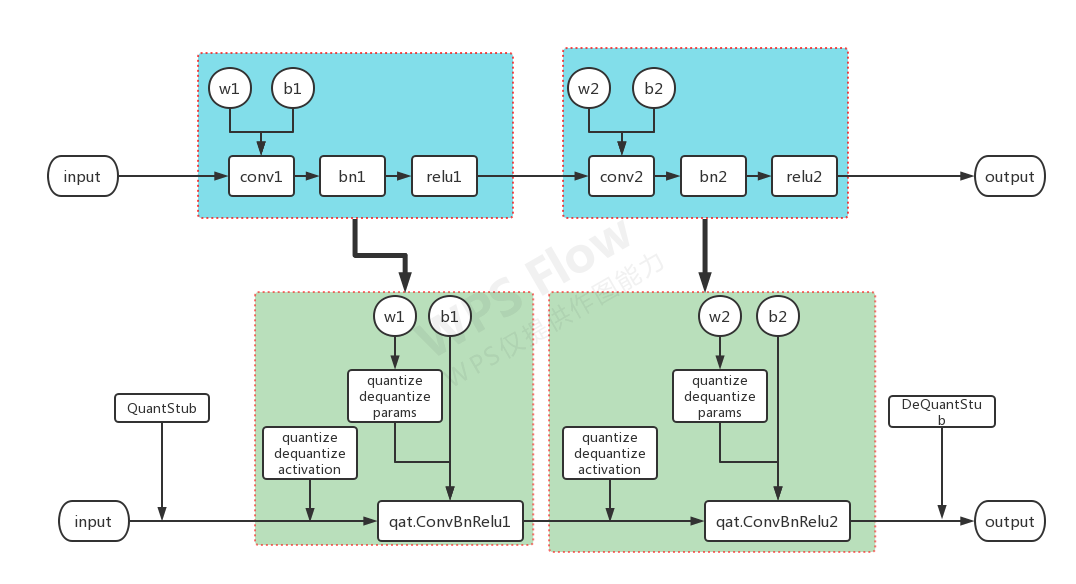 w1
b1
w2
b2
input
conv1
bn1
relu1
conv2
bn2
relu2
output
WPS Flow
WPS仅提供作图能力
w1
b1
w2
b2
quantize
dequantize
params
quantize
dequantize
params
QuantStub
DeQuantStu
b
quantize
dequantize
activation
quantize
dequantize
activation
input
qat.ConvBnRelu1
qat.ConvBnRelu2
output